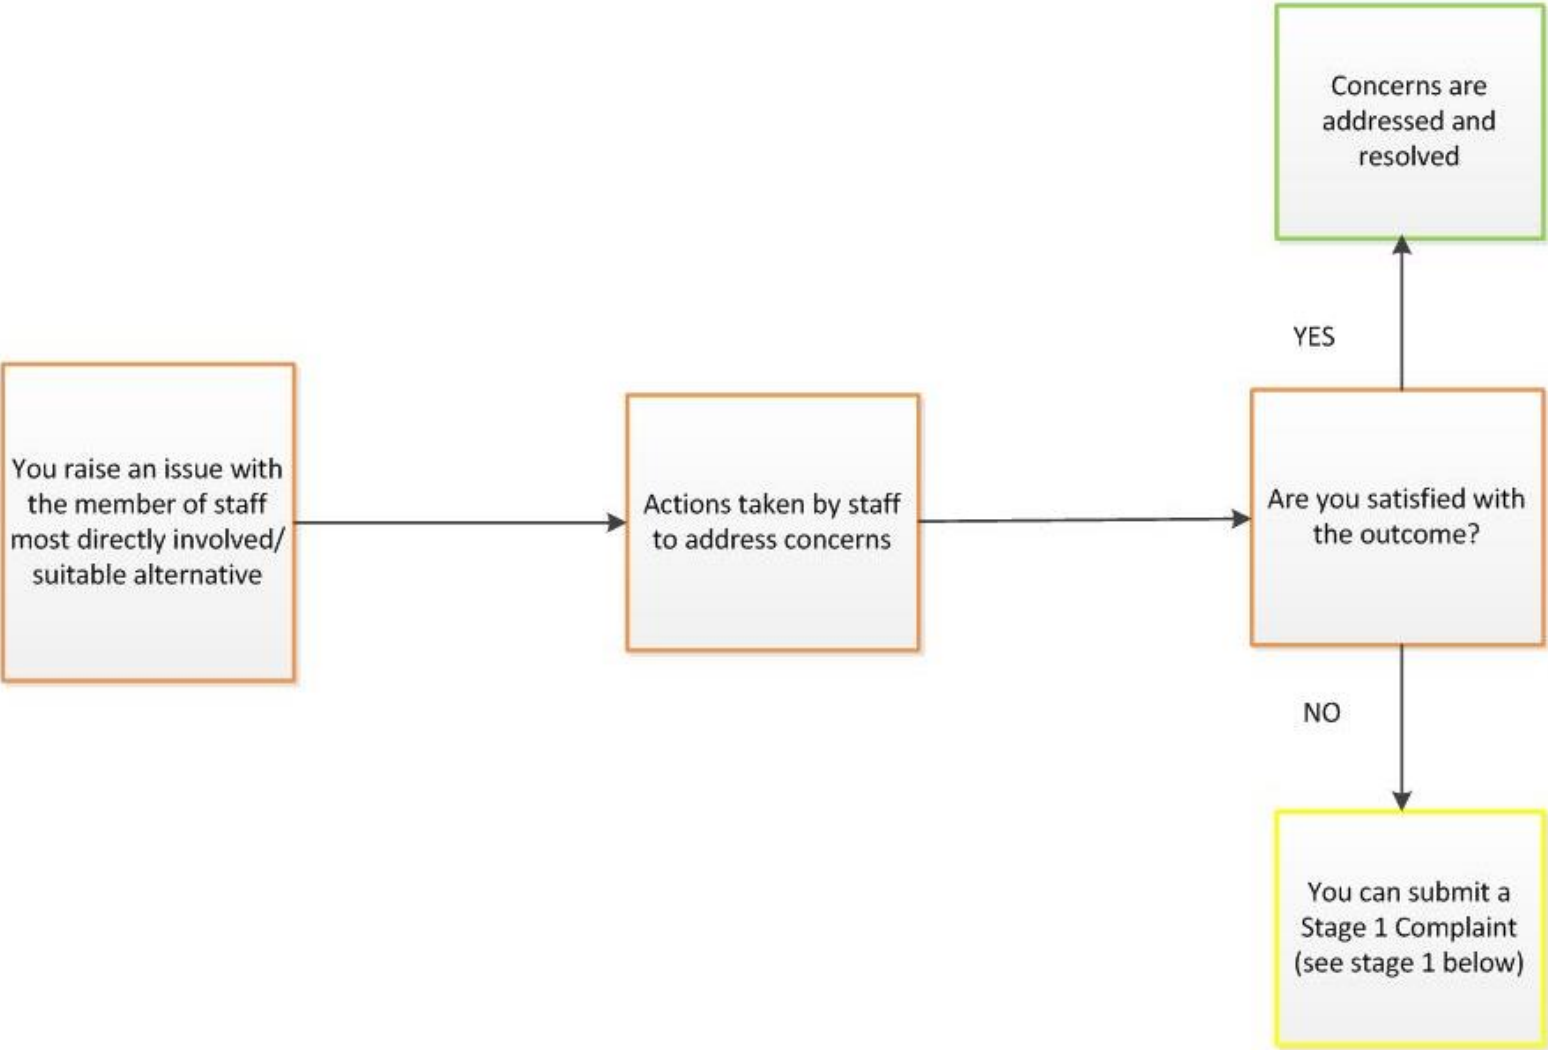 Concerns are
addressed and
resolved
YES
You raise an issue with
the member of staff
most directly involved/
suitable alternative
Actions taken by staff
to address concerns
Are you satisfied with
the outcome?
NO
You can submit a
Stage 1 Complaint
(see stage 1 below)